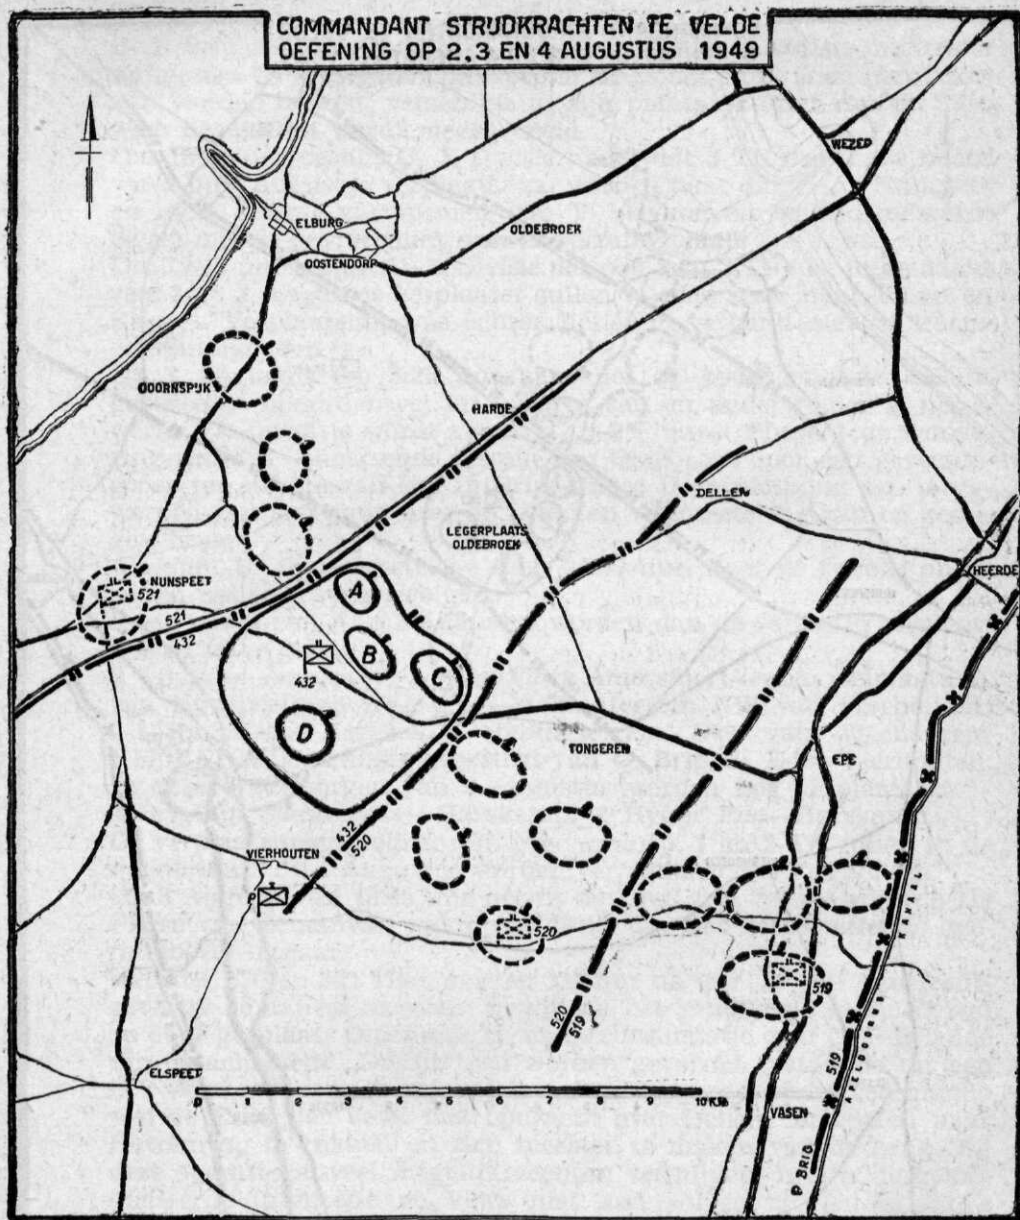 COMMANDANT STRIJDKRACHTEN TE VELDE
OEFENING OP 2.3 EN 4 AUGUSTUS 1949
WEZEP
ELBURG
OLDEBROEK
OOSTENDORP
DOORNSPIJK
HARDE
DELLEN
LEGERPLAATS
OLDEBROEK
HEERDE
NUNSPEET
521
521
432
A
B
C
D
432
TONGEREN
EPE
432
520
VIERHOUTEN
520
519
520
519
ELSPEET
0 1 2 3 4 5 6 7 8 9 10 K.M.
VASEN
P BRIG
519
APELDOORNS KANAAL